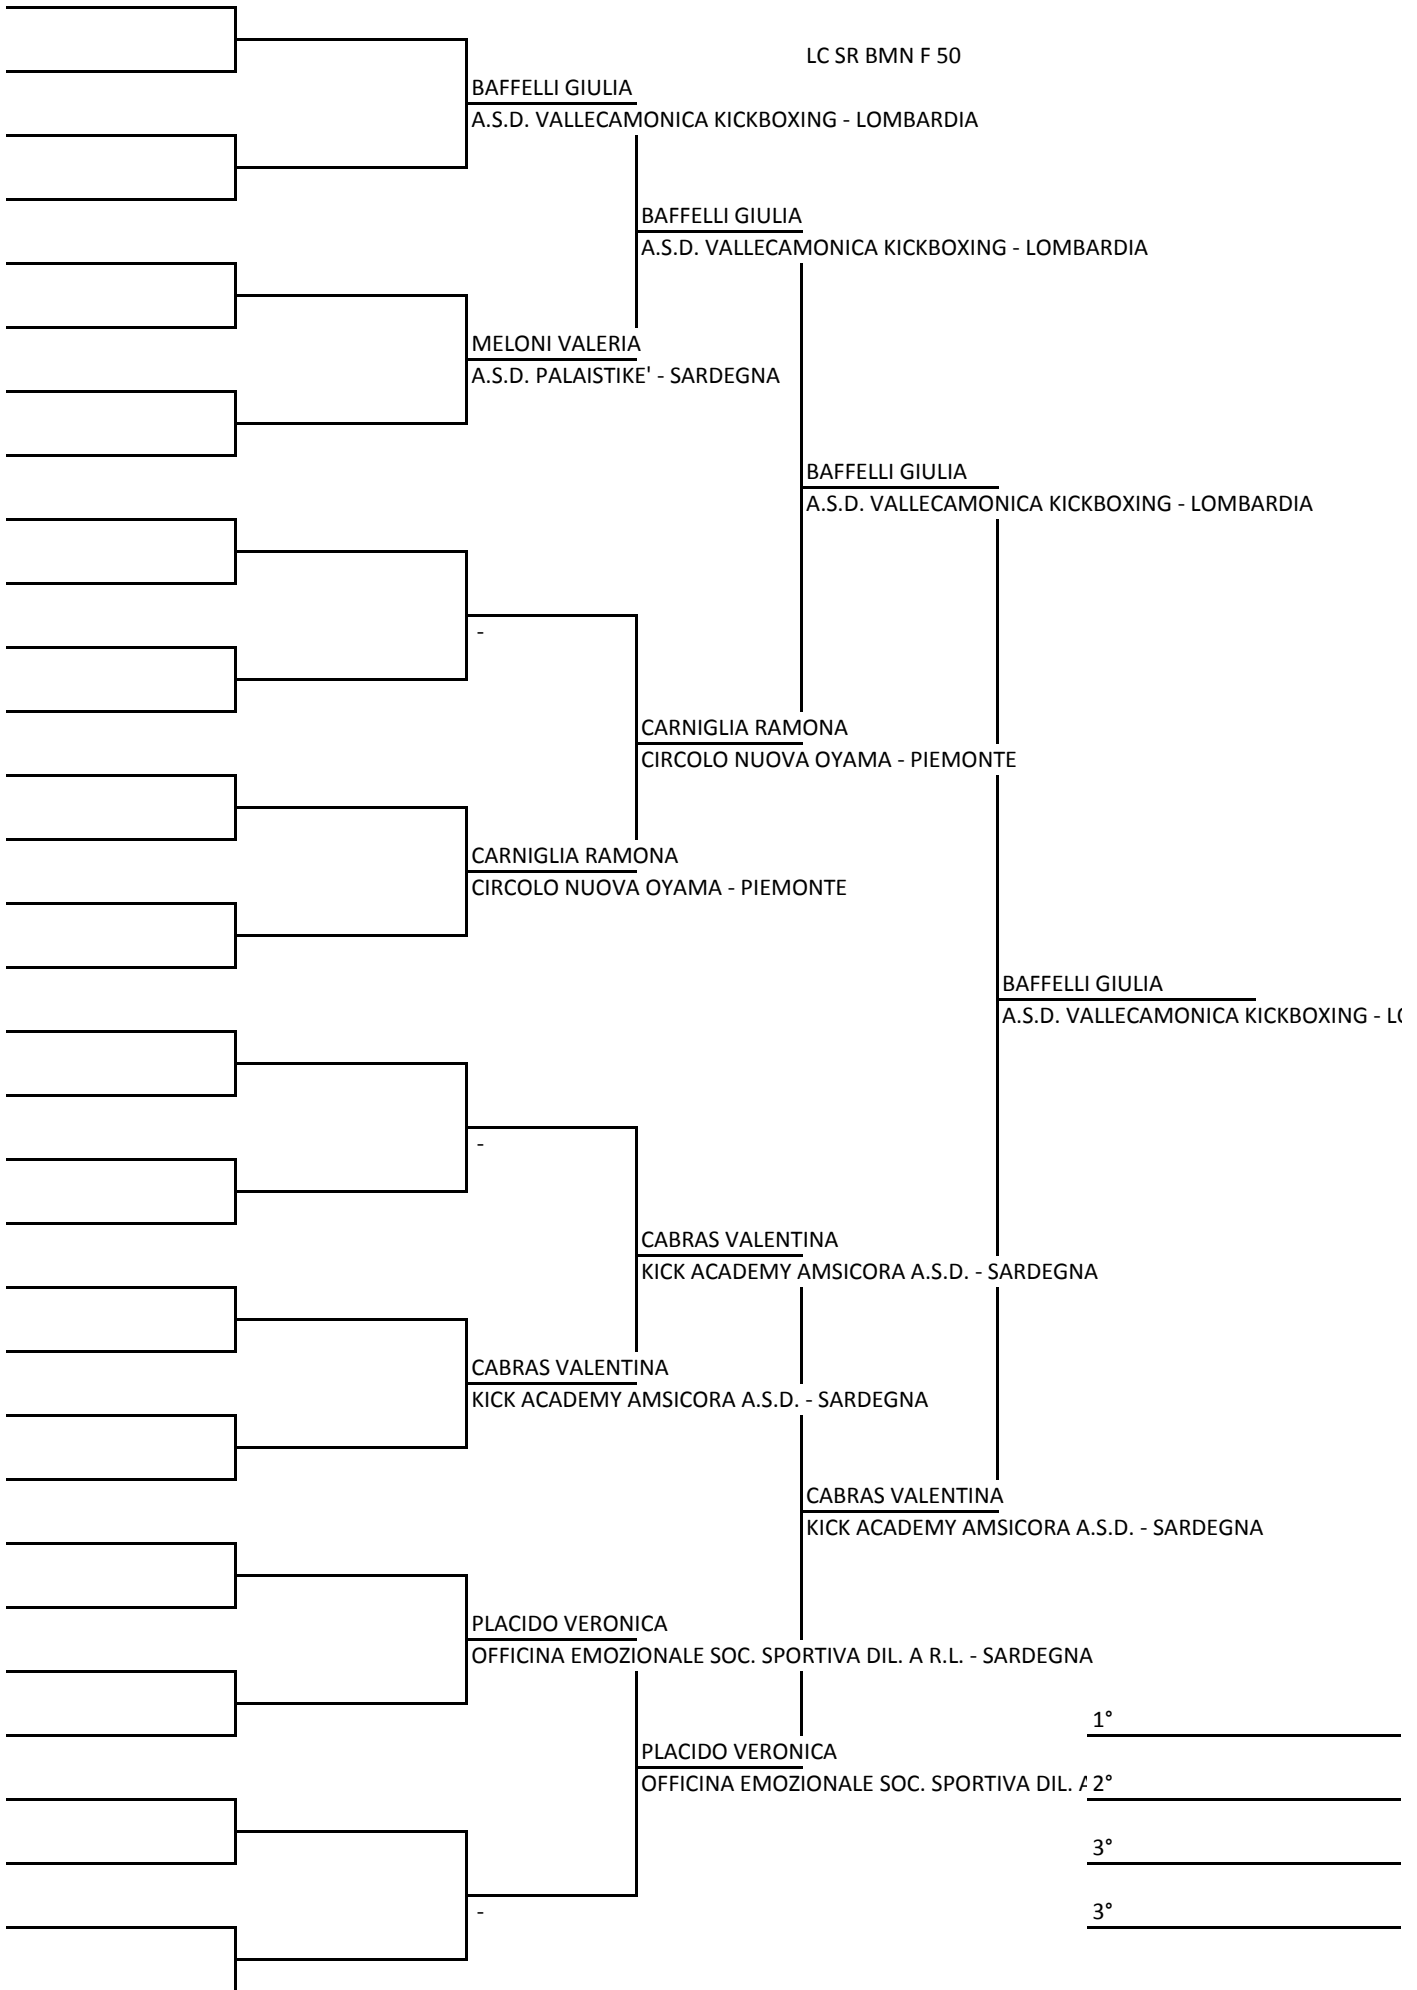 LC SR BMN F 50
BAFFELLI GIULIA
A.S.D. VALLECAMONICA KICKBOXING - LOMBARDIA
BAFFELLI GIULIA
A.S.D. VALLECAMONICA KICKBOXING - LOMBARDIA
MELONI VALERIA
A.S.D. PALAISTIKE' - SARDEGNA
BAFFELLI GIULIA
A.S.D. VALLECAMONICA KICKBOXING - LOMBARDIA
-
CARNIGLIA RAMONA
CIRCOLO NUOVA OYAMA - PIEMONTE
CARNIGLIA RAMONA
CIRCOLO NUOVA OYAMA - PIEMONTE
BAFFELLI GIULIA
A.S.D. VALLECAMONICA KICKBOXING -
-
CABRAS VALENTINA
KICK ACADEMY AMSICORA A.S.D. - SARDEGNA
CABRAS VALENTINA
KICK ACADEMY AMSICORA A.S.D. - SARDEGNA
CABRAS VALENTINA
KICK ACADEMY AMSICORA A.S.D. - SARDEGNA
PLACIDO VERONICA
OFFICINA EMOZIONALE SOC. SPORTIVA DIL. A R.L. - SARDEGNA
1°
PLACIDO VERONICA
OFFICINA EMOZIONALE SOC. SPORTIVA DIL.
2°
3°
-
3°